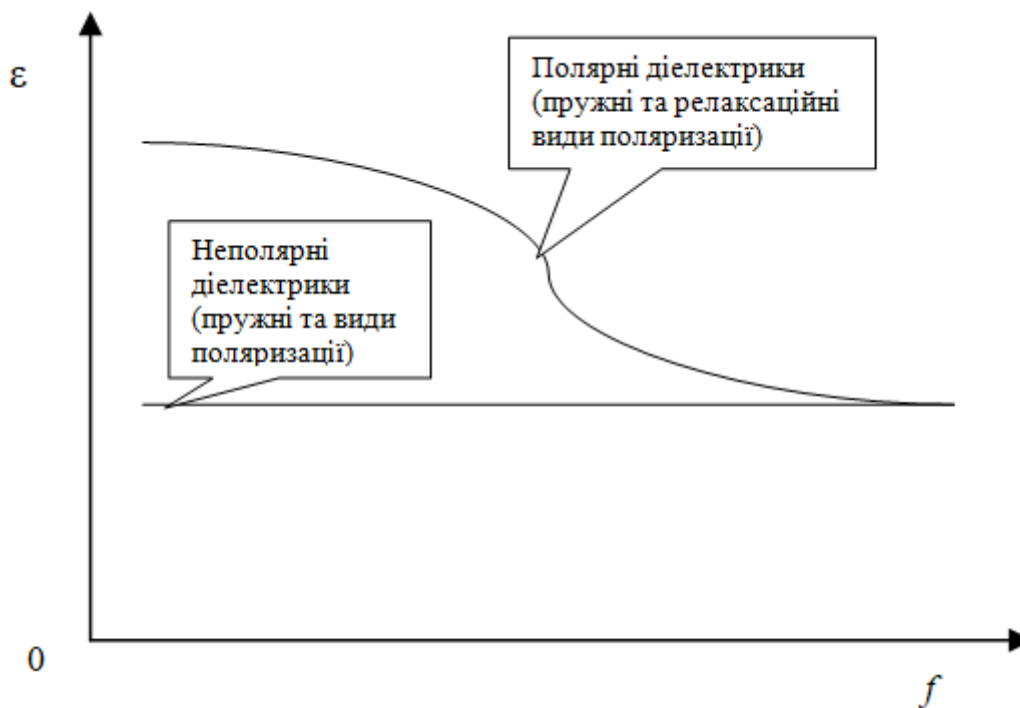 ε
Полярні діелектрики
(пружні та релаксаційні
види поляризації)
Неполярні
діелектрики
(пружні та види
поляризації)
0
f